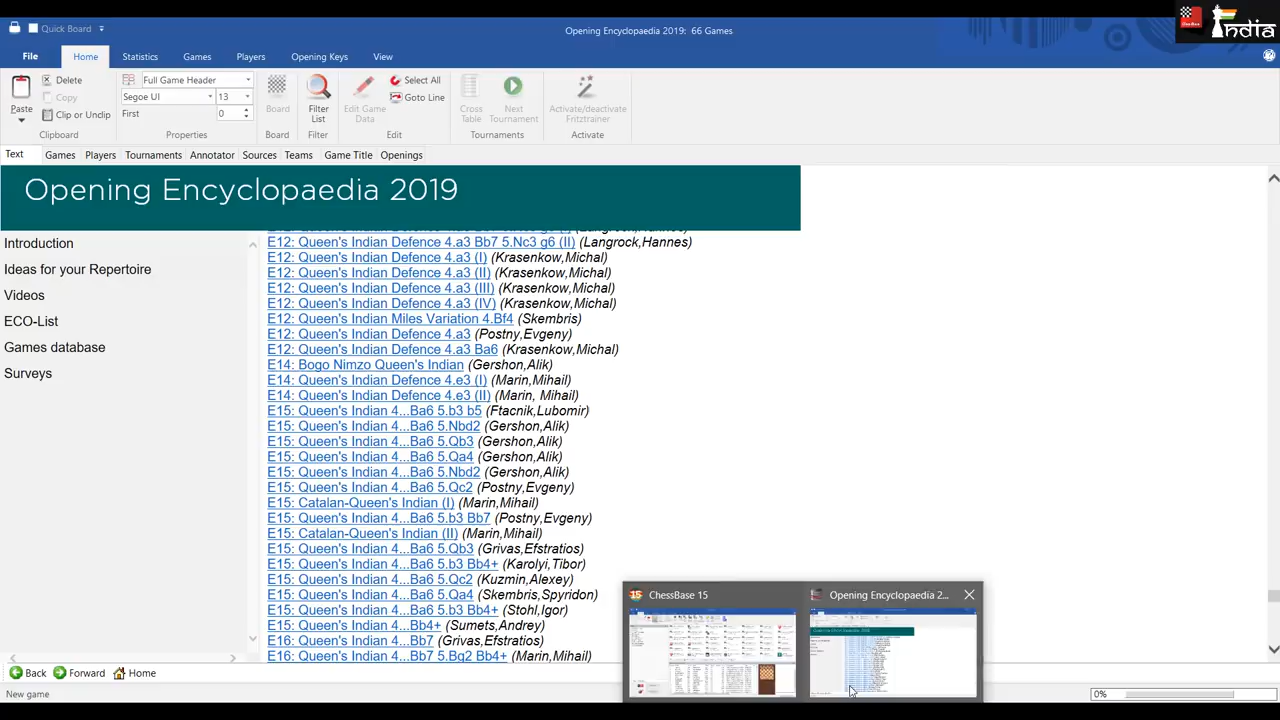 Quick Board
Opening Encyclopaedia 2019: 66 Games
India
File Home Statistics Games Players Opening Keys View
Paste
Delete
Copy
Clip or Undip
Clipboard
Full Game Header
Segoe UI 13
First 0
Properties
Board
Board
Filter List
Filter
Edit Game Data
Select All
Goto Line
Edit
Cross Table
Next Tournament
Tournaments
Activate/deactivate Fritztrainer
Activate
Text Games Players Tournaments Annotator Sources Teams Game Title Openings
Opening Encyclopaedia 2019
Introduction
Ideas for your Repertoire
Videos
ECO-List
Games database
Surveys
E12: Queen's Indian Defence 4.a3 Bb7 5.Nc3 g6 (II) (Langrock,Hannes)
E12: Queen's Indian Defence 4.a3 (I) (Krasenkow,Michal)
E12: Queen's Indian Defence 4.a3 (II) (Krasenkow,Michal)
E12: Queen's Indian Defence 4.a3 (III) (Krasenkow,Michal)
E12: Queen's Indian Defence 4.a3 (IV) (Krasenkow,Michal)
E12: Queen's Indian Miles Variation 4.Bf4 (Skembris)
E12: Queen's Indian Defence 4.a3 (Postny,Evgeny)
E12: Queen's Indian Defence 4.a3 Ba6 (Krasenkow,Michal)
E14: Bogo Nimzo Queen's Indian (Gershon,Alik)
E14: Queen's Indian Defence 4.e3 (I) (Marin,Mihail)
E14: Queen's Indian Defence 4.e3 (II) (Marin, Mihail)
E15: Queen's Indian 4...Ba6 5.b3 b5 (Ftacnik,Lubomir)
E15: Queen's Indian 4...Ba6 5.Nbd2 (Gershon,Alik)
E15: Queen's Indian 4...Ba6 5.Qb3 (Gershon,Alik)
E15: Queen's Indian 4...Ba6 5.Qa4 (Gershon,Alik)
E15: Queen's Indian 4...Ba6 5.Nbd2 (Gershon,Alik)
E15: Queen's Indian 4...Ba6 5.Qc2 (Postny,Evgeny)
E15: Catalan-Queen's Indian (I) (Marin,Mihail)
E15: Queen's Indian 4...Ba6 5.b3 Bb7 (Postny,Evgeny)
E15: Catalan-Queen's Indian (II) (Marin,Mihail)
E15: Queen's Indian 4...Ba6 5.Qb3 (Grivas,Efstratios)
E15: Queen's Indian 4...Ba6 5.b3 Bb4+ (Karolyi,Tibor)
E15: Queen's Indian 4...Ba6 5.Qc2 (Kuzmin,Alexey)
E15: Queen's Indian 4...Ba6 5.Qa4 (Skembris,Spyridon)
E15: Queen's Indian 4...Ba6 5.b3 Bb4+ (Stohl,Igor)
E15: Queen's Indian 4...Bb4+ (Sumets,Andrey)
E16: Queen's Indian 4...Bb7 (Grivas,Efstratios)
E16: Queen's Indian 4...Bb7 5.Bg2 Bb4+ (Marin,Mihail)
ChessBase 15
Opening Encyclopaedia 2...
Back Forward Home
New game
0%